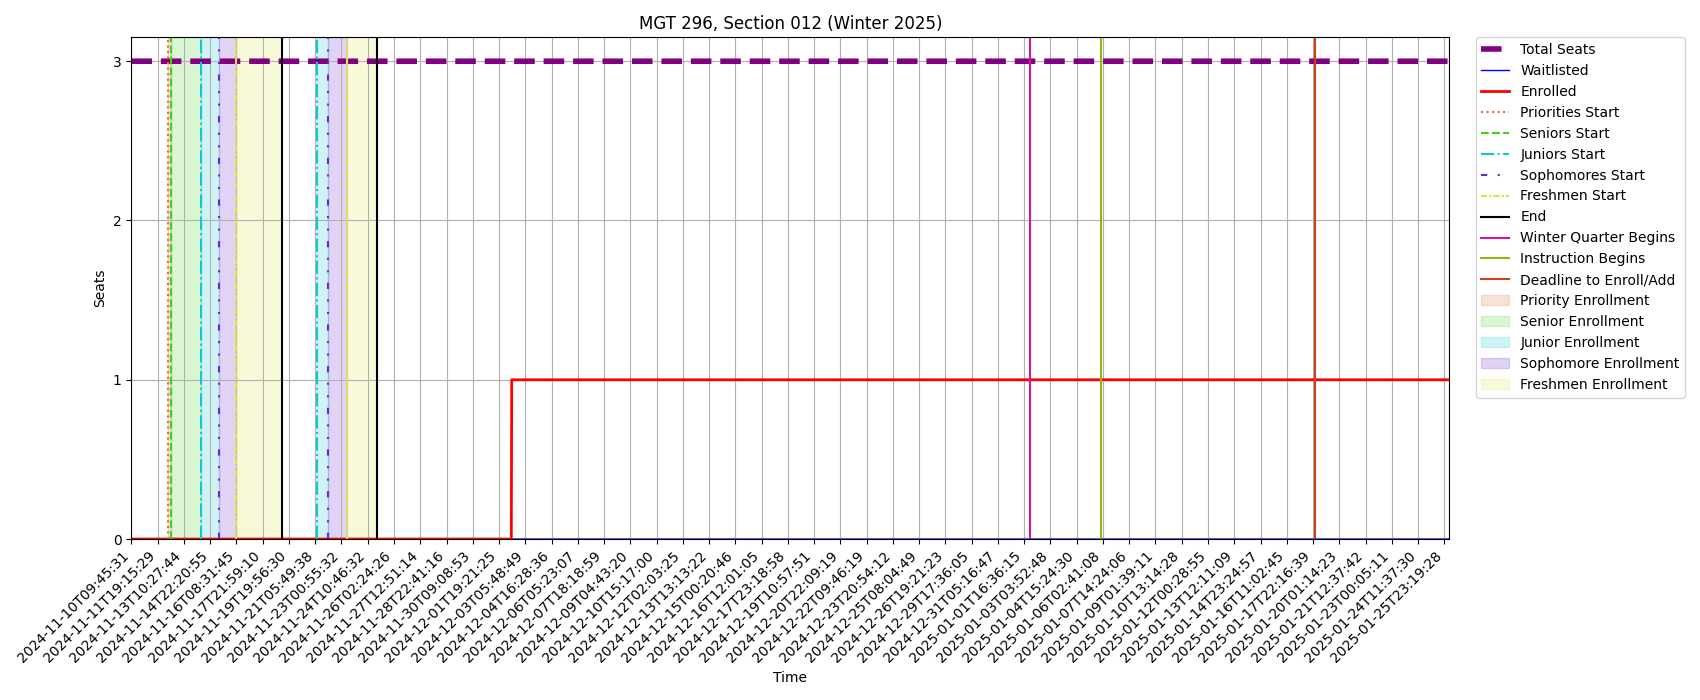 MGT 296, Section 012 (Winter 2025)
Seats
3
2
1
0
2024-11-10T09:45:31
2024-11-11T19:15:29
2024-11-13T10:27:44
2024-11-14T22:20:55
2024-11-16T08:31:45
2024-11-17T21:59:10
2024-11-19T19:56:30
2024-11-21T05:49:38
2024-11-23T00:55:32
2024-11-24T10:46:32
2024-11-26T02:24:26
2024-11-27T12:51:14
2024-11-28T22:41:16
2024-11-30T09:08:53
2024-12-01T19:21:25
2024-12-03T05:48:49
2024-12-04T16:28:36
2024-12-06T05:23:07
2024-12-07T18:18:59
2024-12-09T04:43:20
2024-12-10T15:17:00
2024-12-12T02:03:25
2024-12-13T13:13:22
2024-12-15T00:20:46
2024-12-16T12:01:05
2024-12-17T23:18:58
2024-12-19T10:57:51
2024-12-20T22:09:19
2024-12-22T09:46:19
2024-12-23T20:54:12
2024-12-25T08:04:49
2024-12-26T19:21:23
2024-12-29T17:36:05
2024-12-31T05:16:47
2025-01-01T16:36:15
2025-01-03T03:52:48
2025-01-04T15:24:30
2025-01-06T02:41:08
2025-01-07T14:24:06
2025-01-09T01:39:11
2025-01-10T13:14:28
2025-01-12T00:28:55
2025-01-13T12:11:09
2025-01-14T23:24:57
2025-01-16T11:02:45
2025-01-17T22:16:39
2025-01-20T01:14:23
2025-01-21T12:37:42
2025-01-23T00:05:11
2025-01-24T11:37:30
2025-01-25T23:19:28
Time
Total Seats
Waitlisted
Enrolled
Priorities Start
Seniors Start
Juniors Start
Sophomores Start
Freshmen Start
End
Winter Quarter Begins
Instruction Begins
Deadline to Enroll/Add
Priority Enrollment
Senior Enrollment
Junior Enrollment
Sophomore Enrollment
Freshmen Enrollment